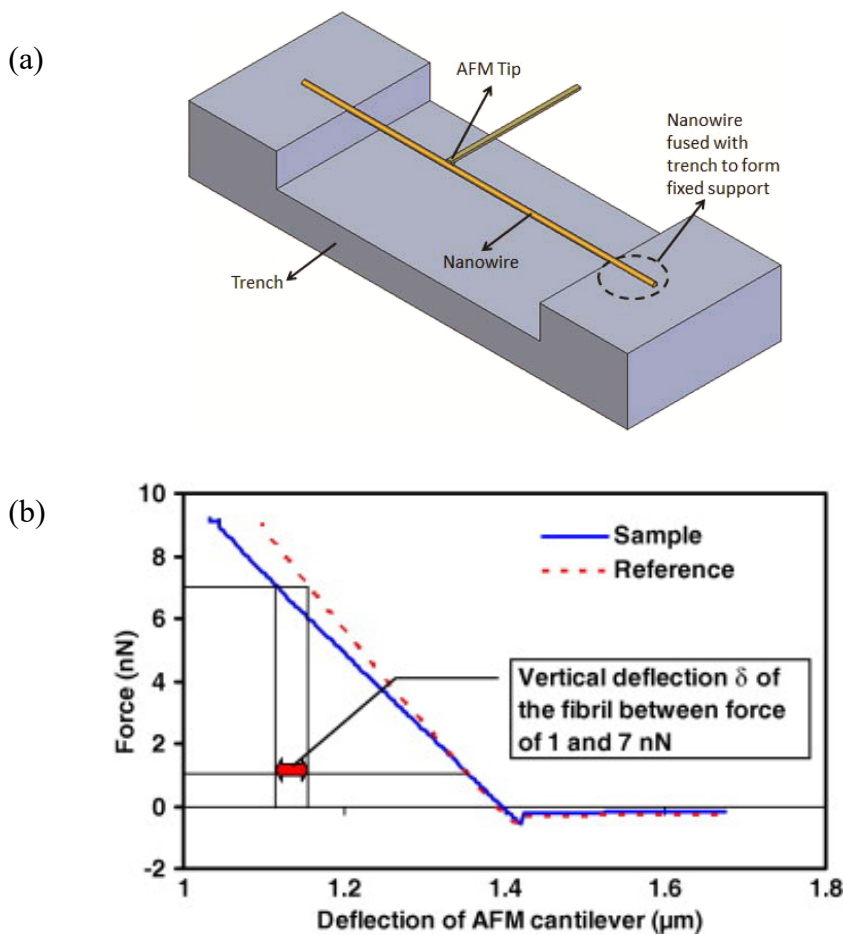 (a)
AFM Tip
Nanowire
fused with
trench to form
fixed support
Nanowire
Trench
(b)
10
8
6
4
2
0
-2
Force (nN)
Sample
Reference
Vertical deflection δ of
the fibril between force
of 1 and 7 nN
1
1.2
1.4
1.6
1.8
Deflection of AFM cantilever (µm)